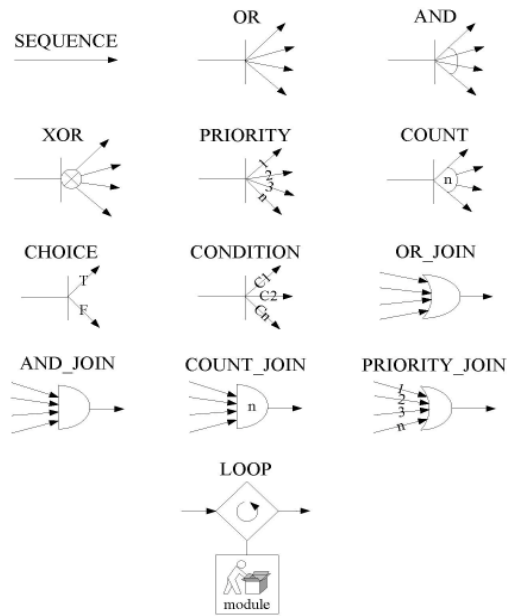 OR
AND
SEQUENCE
XOR
PRIORITY
COUNT
1
2
3
n
n
CHOICE
CONDITION
OR_JOIN
T
F
C1
C2
Cn
AND_JOIN
COUNT_JOIN
PRIORITY_JOIN
n
1
2
3
n
LOOP
module